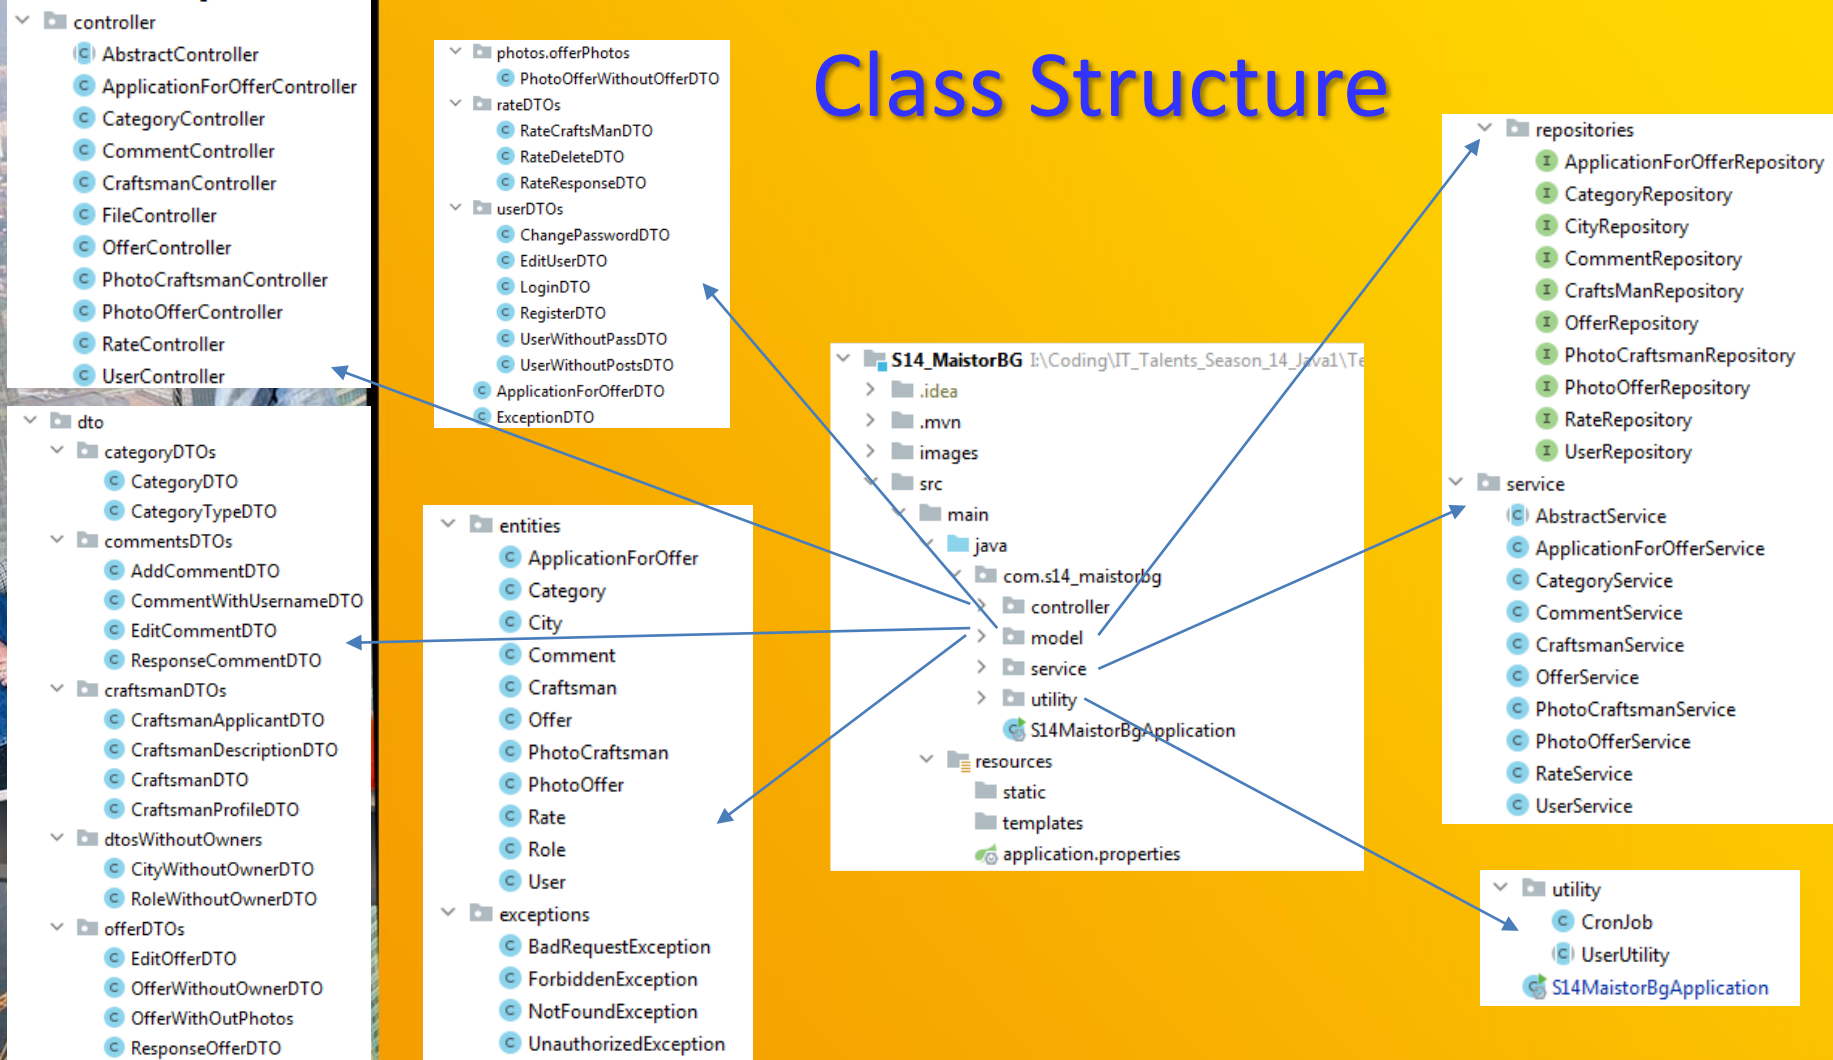 Class Structure
controller
AbstractController
ApplicationForOfferController
CategoryController
CommentController
CraftsmanController
FileController
OfferController
PhotoCraftsmanController
PhotoOfferController
RateController
UserController
dto
categoryDTOs
CategoryDTO
CategoryTypeDTO
commentsDTOs
AddCommentDTO
CommentWithUsernameDTO
EditCommentDTO
ResponseCommentDTO
craftsmanDTOs
CraftsmanApplicantDTO
CraftsmanDescriptionDTO
CraftsmanDTO
CraftsmanProfileDTO
dtosWithoutOwners
CityWithoutOwnerDTO
RoleWithoutOwnerDTO
offerDTOs
EditOfferDTO
OfferWithoutOwnerDTO
OfferWithOutPhotos
ResponseOfferDTO
photos.offerPhotos
PhotoOfferWithoutOfferDTO
rateDTOs
RateCraftsManDTO
RateDeleteDTO
RateResponseDTO
userDTOs
ChangePasswordDTO
EditUserDTO
LoginDTO
RegisterDTO
UserWithoutPassDTO
UserWithoutPostsDTO
ApplicationForOfferDTO
ExceptionDTO
entities
ApplicationForOffer
Category
City
Comment
Craftsman
Offer
PhotoCraftsman
PhotoOffer
Rate
Role
User
exceptions
BadRequestException
ForbiddenException
NotFoundException
UnauthorizedException
S14_MaistorBG I:\Coding\IT_Talents_Season_14_Java1\Te
.idea
.mvn
images
src
main
java
com.s14_maistorbg
controller
model
service
utility
S14MaistorBgApplication
resources
static
templates
application.properties
repositories
ApplicationForOfferRepository
CategoryRepository
CityRepository
CommentRepository
CraftsManRepository
OfferRepository
PhotoCraftsmanRepository
PhotoOfferRepository
RateRepository
UserRepository
service
AbstractService
ApplicationForOfferService
CategoryService
CommentService
CraftsmanService
OfferService
PhotoCraftsmanService
PhotoOfferService
RateService
UserService
utility
CronJob
UserUtility
S14MaistorBgApplication